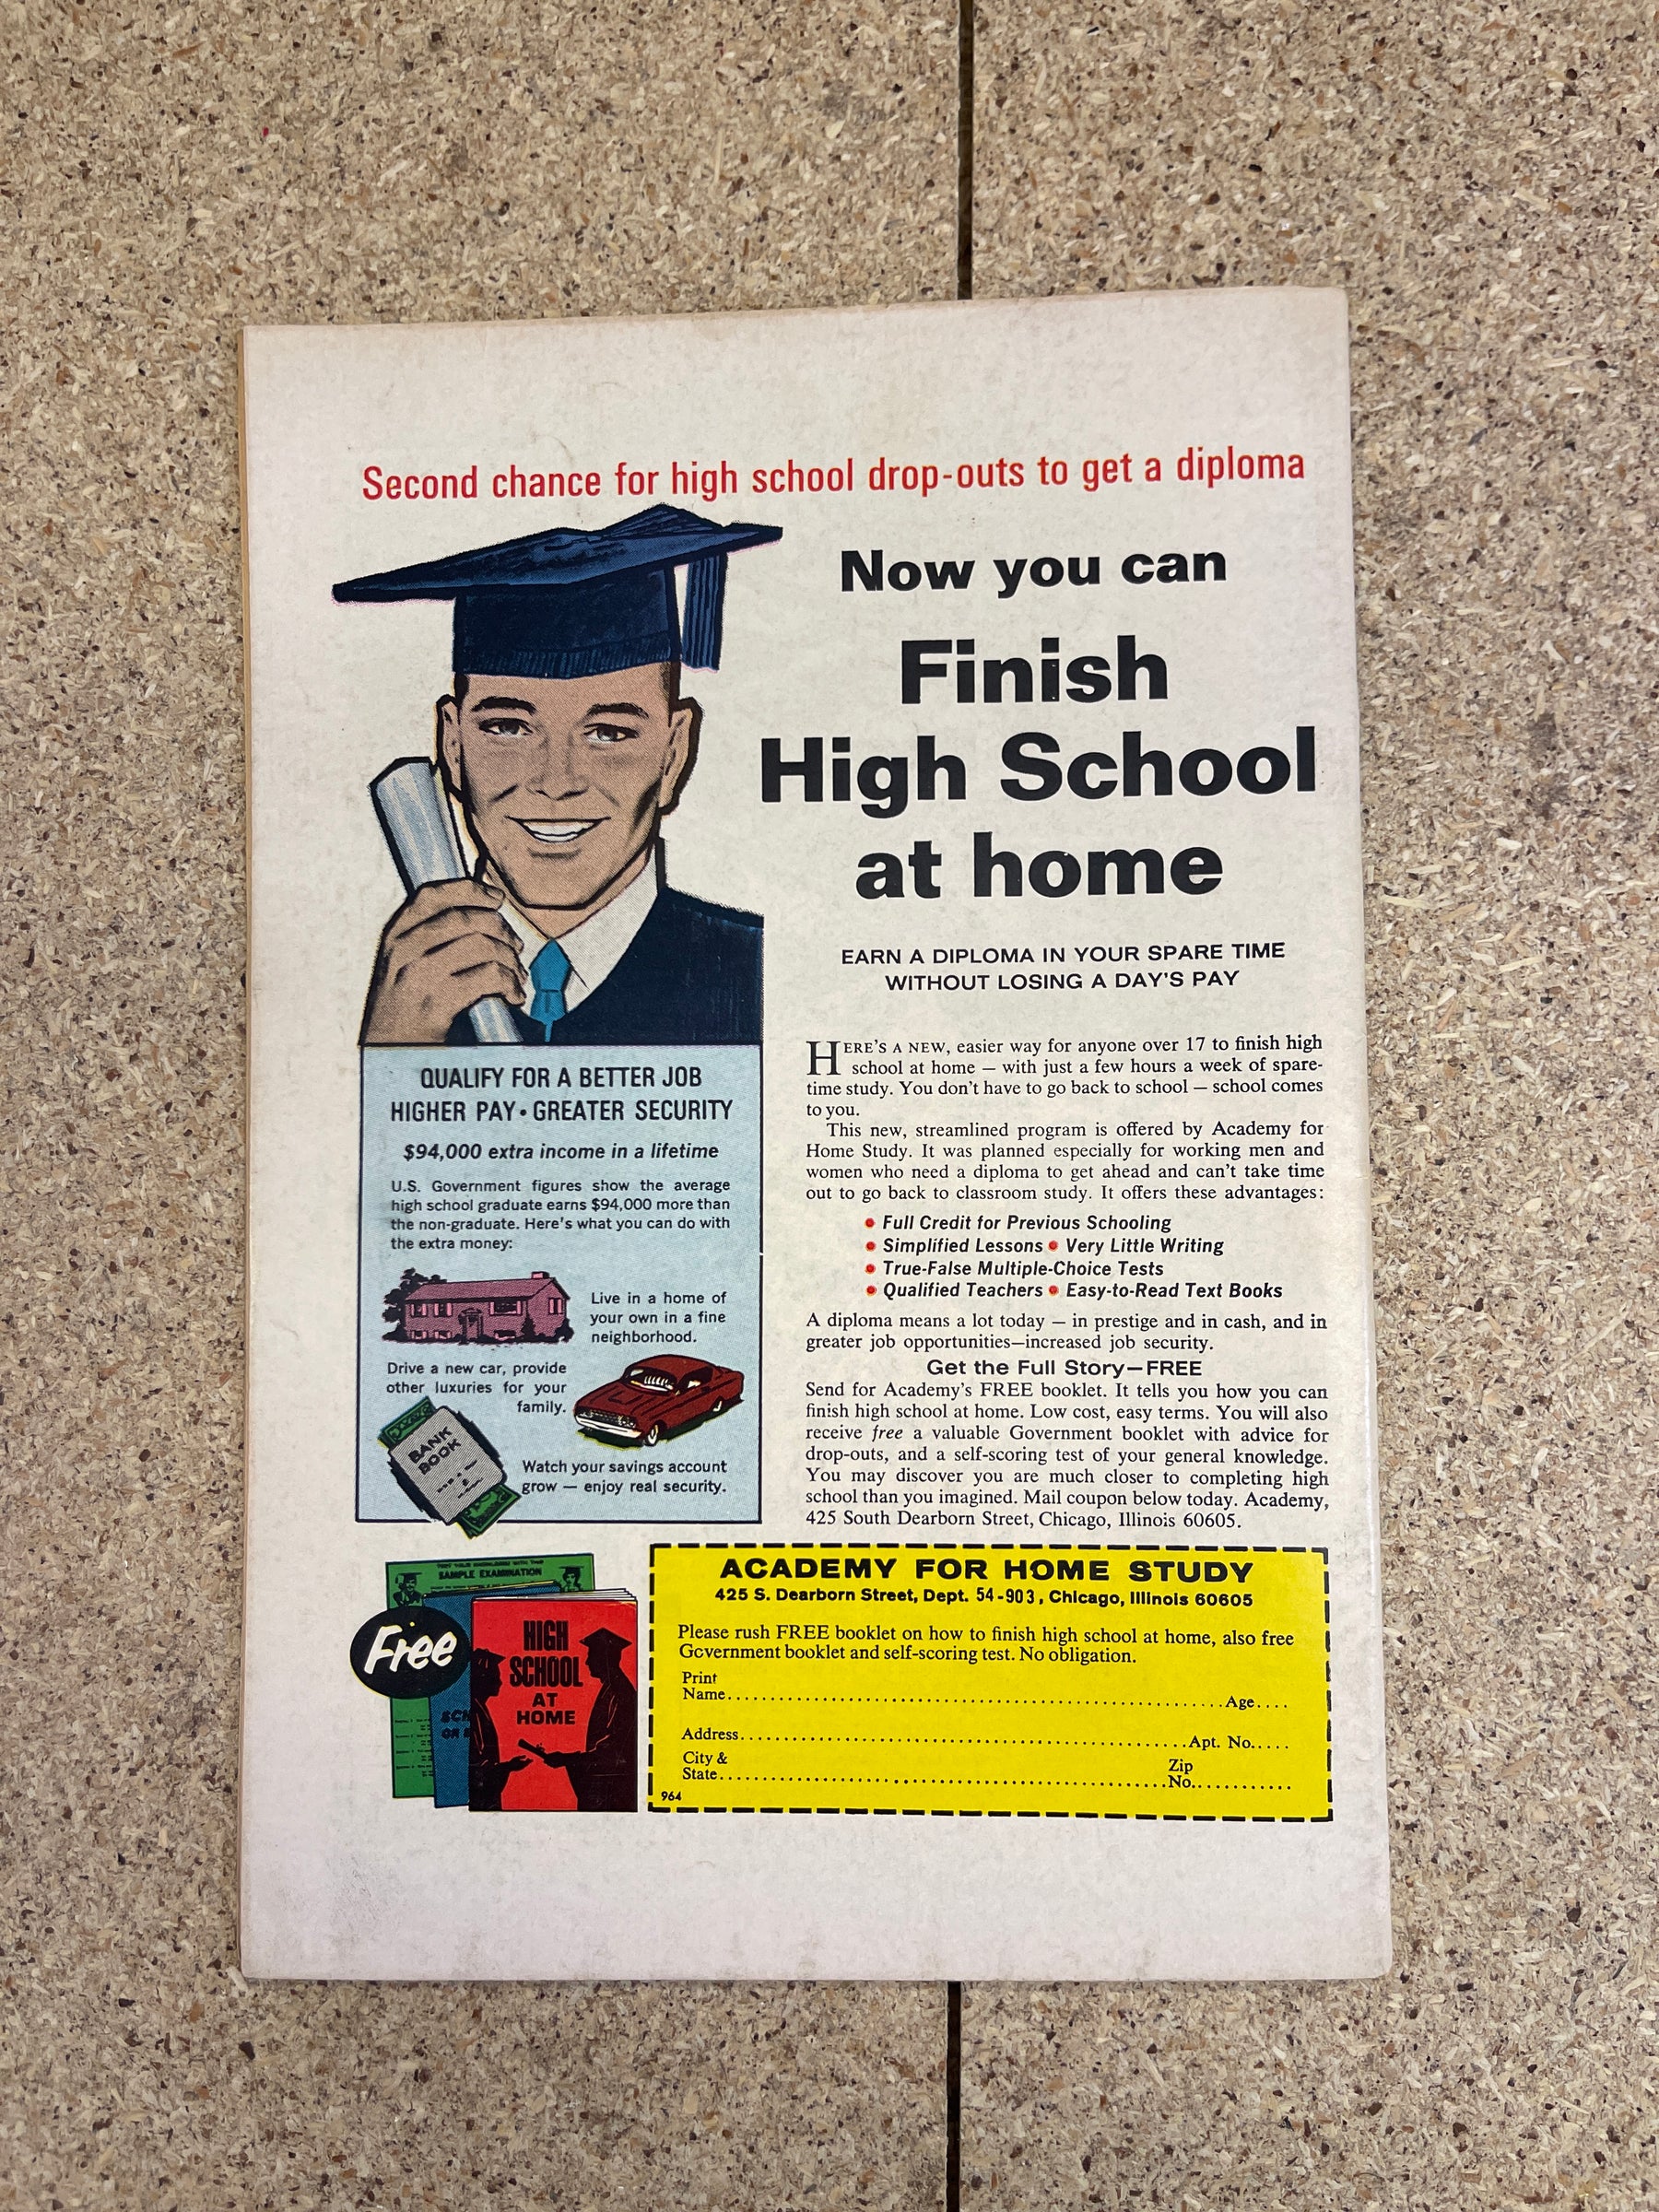 Second chance for high school drop-outs to get a diploma
Now you can
Finish
High School
at home
EARN A DIPLOMA IN YOUR SPARE TIME
WITHOUT LOSING A DAY'S PAY
QUALIFY FOR A BETTER JOB
HIGHER PAY • GREATER SECURITY
$94,000 extra income in a lifetime
U.S. Government figures show the average
high school graduate earns $94,000 more than
the non-graduate. Here's what you can do with
the extra money:
Live in a home of
your own in a fine
neighborhood.
Drive a new car, provide
other luxuries for your
family.
BANK
BOOK
Watch your savings account
grow — enjoy real security.
HERE'S A NEW, easier way for anyone over 17 to finish high
school at home — with just a few hours a week of spare-
time study. You don't have to go back to school — school comes
to you.
This new, streamlined program is offered by Academy for
Home Study. It was planned especially for working men and
women who need a diploma to get ahead and can't take time
out to go back to classroom study. It offers these advantages:
• Full Credit for Previous Schooling
• Simplified Lessons • Very Little Writing
• True-False Multiple-Choice Tests
• Qualified Teachers • Easy-to-Read Text Books
A diploma means a lot today — in prestige and in cash, and in
greater job opportunities—increased job security.
Get the Full Story—FREE
Send for Academy's FREE booklet. It tells you how you can
finish high school at home. Low cost, easy terms. You will also
receive free a valuable Government booklet with advice for
drop-outs, and a self-scoring test of your general knowledge.
You may discover you are much closer to completing high
school than you imagined. Mail coupon below today. Academy,
425 South Dearborn Street, Chicago, Illinois 60605.
SAMPLE EXAMINATION
Free
HIGH
SCHOOL
AT
HOME
ACADEMY FOR HOME STUDY
425 S. Dearborn Street, Dept. 54-903, Chicago, Illinois 60605
Please rush FREE booklet on how to finish high school at home, also free
Government booklet and self-scoring test. No obligation.
Print
Name........Age....
Address........Apt. No.....
City & Zip
State........No...........
964